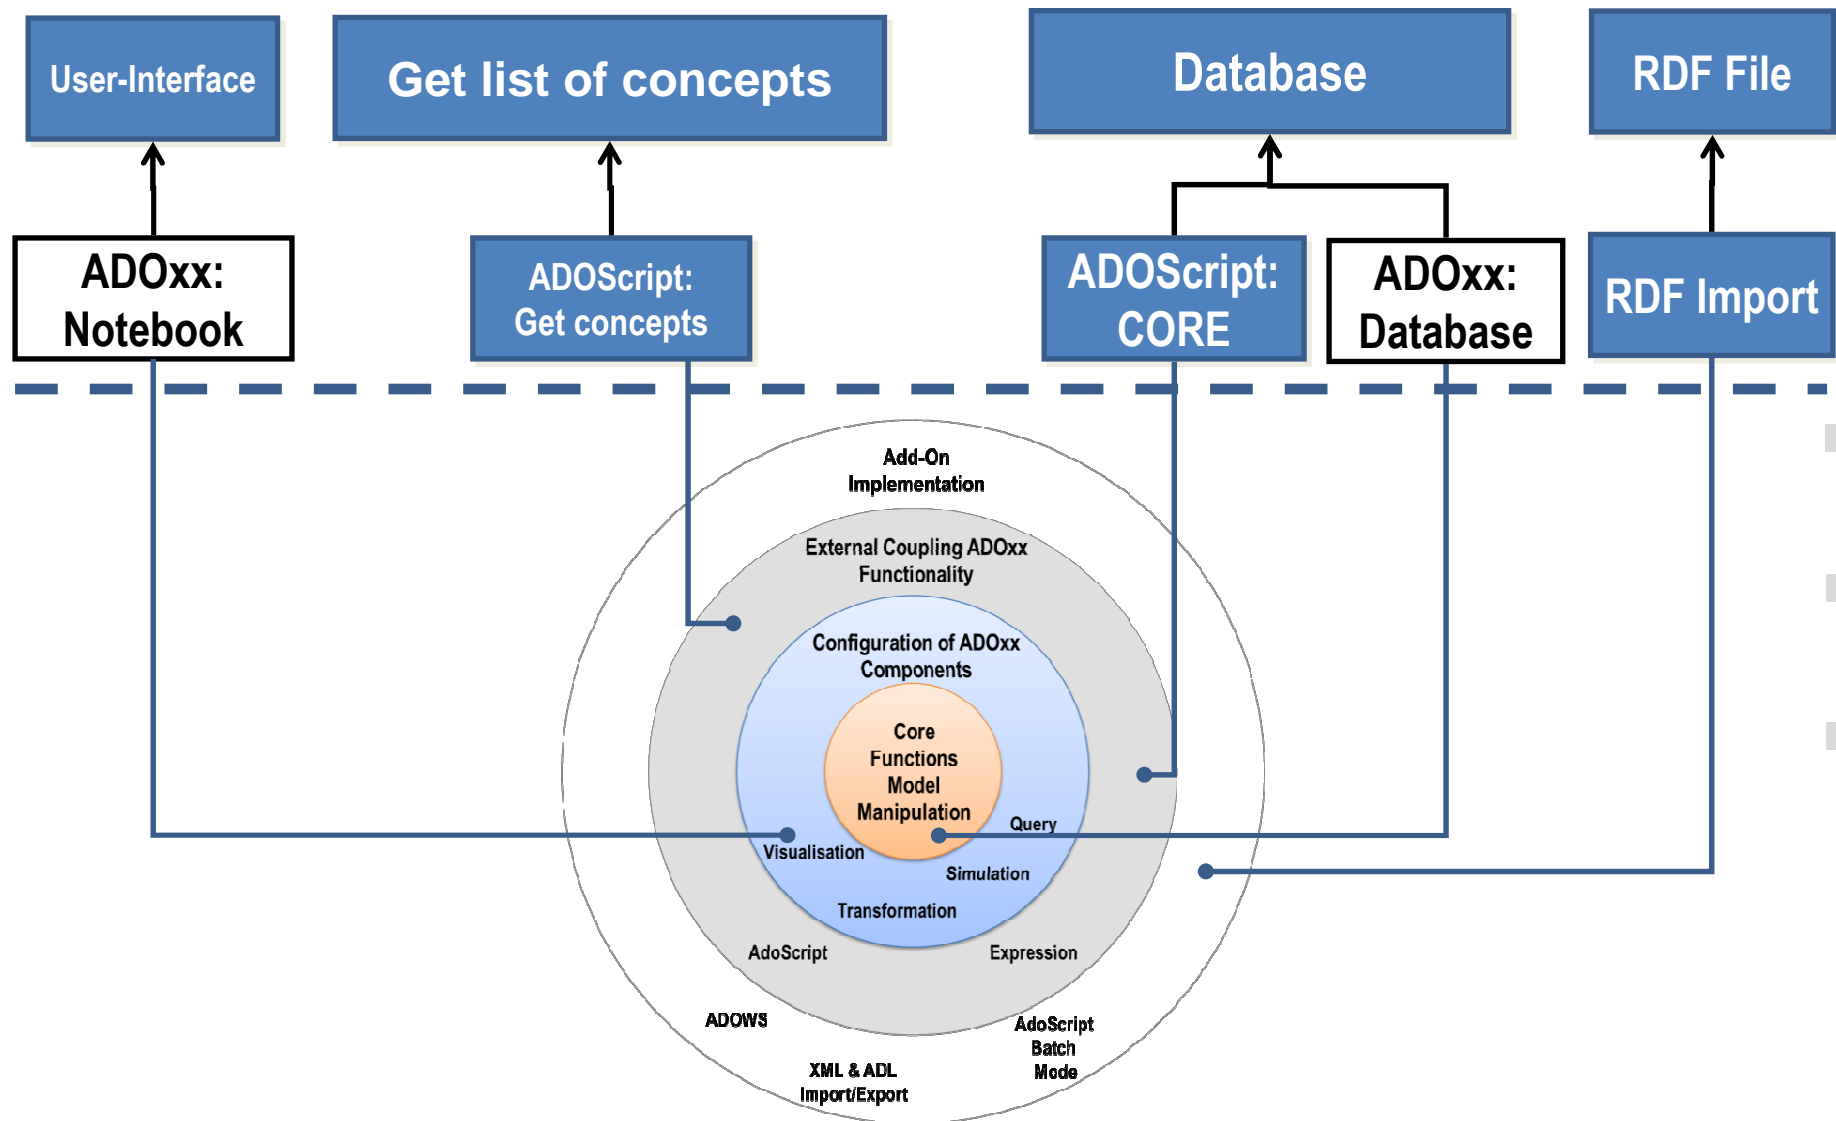 User-Interface
Get list of concepts
Database
RDF File
ADOxx:
Notebook
ADOScript:
Get concepts
ADOScript:
CORE
ADOxx:
Database
RDF Import
Add-On
Implementation
External Coupling ADOxx
Functionality
Configuration of ADOxx
Components
Core
Functions
Model
Manipulation
Query
Visualisation
Simulation
Transformation
AdoScript
Expression
ADOWS
AdoScript
Batch
Mode
XML & ADL
Import/Export